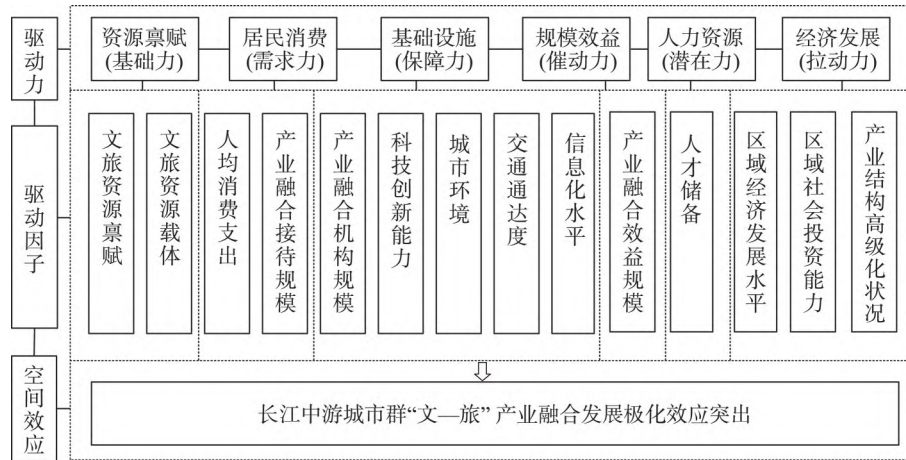 驱动力
资源禀赋
(基础力)
居民消费
(需求力)
基础设施
(保障力)
规模效益
(催动力)
人力资源
(潜在力)
经济发展
(拉动力)
驱动因子
文旅资源禀赋
文旅资源载体
人均消费支出
产业融合接待规模
产业融合机构规模
科技创新能力
城市环境
交通通达度
信息化水平
产业融合效益规模
人才储备
区域经济发展水平
区域社会投资能力
产业结构高级化状况
空间效应
长江中游城市群“文—旅” 产业融合发展极化效应突出